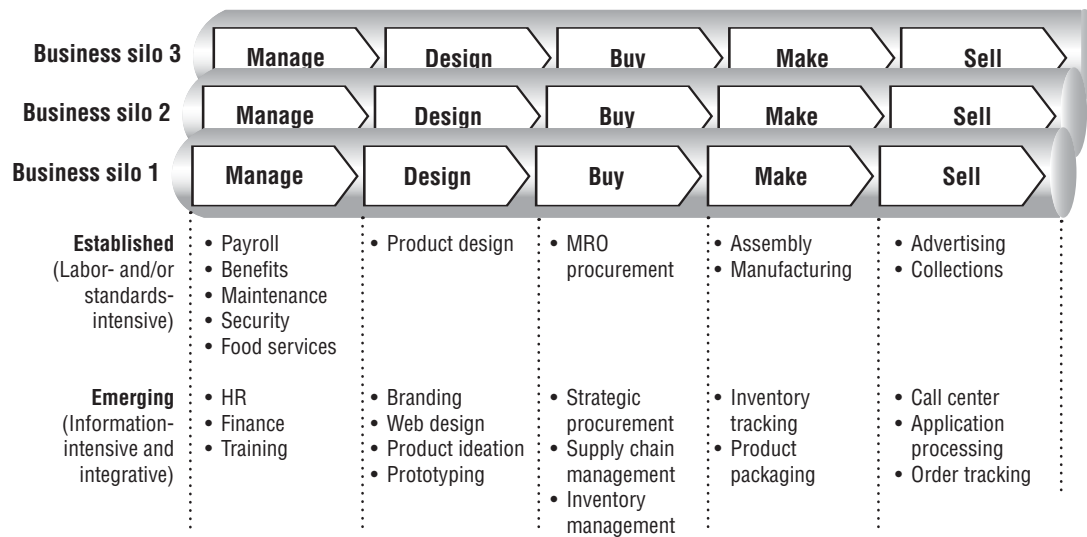 Business silo 3
Manage
Design
Buy
Make
Sell
Business silo 2
Manage
Design
Buy
Make
Sell
Business silo 1
Manage
Design
Buy
Make
Sell
Established
(Labor- and/or
standards-
intensive)
• Payroll
• Benefits
• Maintenance
• Security
• Food services
• Product design
• MRO
procurement
• Assembly
• Manufacturing
• Advertising
• Collections
Emerging
(Information-
intensive and
integrative)
• HR
• Finance
• Training
• Branding
• Web design
• Product ideation
• Prototyping
• Strategic
procurement
• Supply chain
management
• Inventory
management
• Inventory
tracking
• Product
packaging
• Call center
• Application
processing
• Order tracking